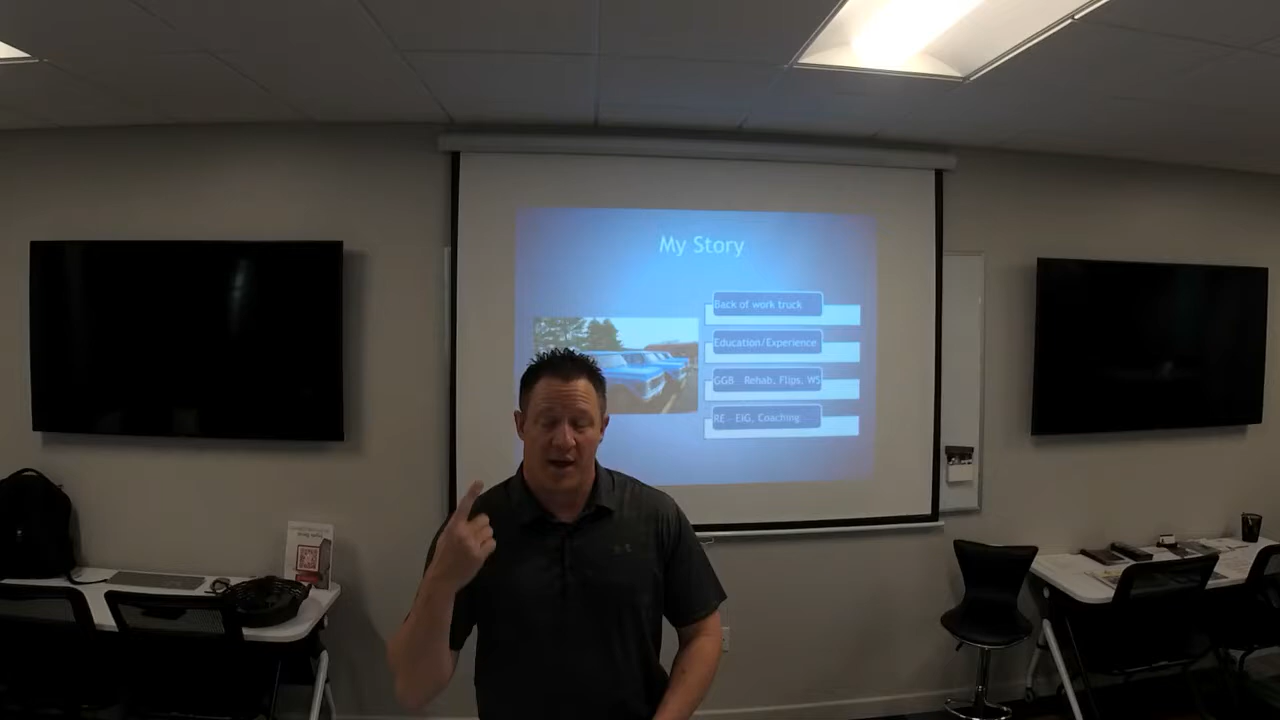 My Story
Back of work truck
Education/Experience
GGB Rehab, Flips, WS
RE - EIG, Coaching